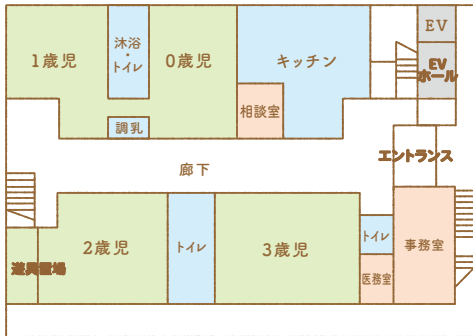 1歳児
沐浴
・
トイレ
0歳児
キッチン
EV
EV
ホール
相談室
調乳
エントランス
廊下
2歳児
トイレ
3歳児
トイレ
事務室
医務室
遊具置場